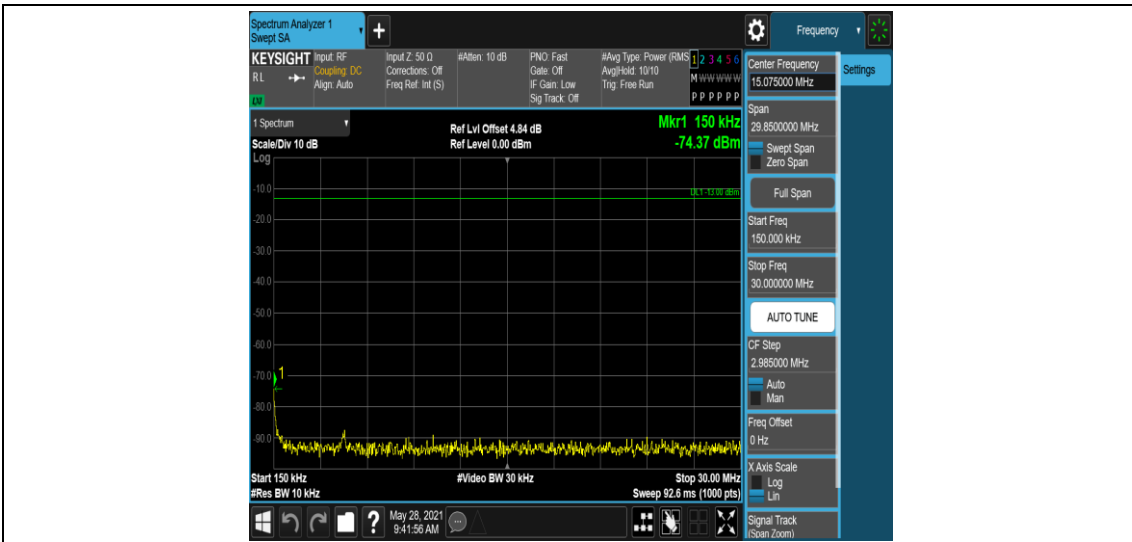 Spectrum Analyzer 1
Swept SA
+
Frequency
KEYSIGHT
RL
LXI
Input: RF
Coupling: DC
Align: Auto
Input Z: 50 Ω
Corrections: Off
Freq Ref: Int (S)
#Atten: 10 dB
PNO: Fast
Gate: Off
IF Gain: Low
Sig Track: Off
#Avg Type: Power (RMS
Avg|Hold: 10/10
Trig: Free Run
1 2 3 4 5 6
M W W W W W
P P P P P P
1 Spectrum
Scale/Div 10 dB
Log
Ref Lvl Offset 4.84 dB
Ref Level 0.00 dBm
Mkr1 150 kHz
-74.37 dBm
DL1 -13.00 dBm
-10.0
-20.0
-30.0
-40.0
-50.0
-60.0
-70.0
1
-80.0
-90.0
Start 150 kHz
#Res BW 10 kHz
#Video BW 30 kHz
Stop 30.00 MHz
Sweep 92.6 ms (1000 pts)
?
May 28, 2021
9:41:56 AM
Center Frequency
15.075000 MHz
Settings
Span
29.8500000 MHz
Swept Span
Zero Span
Full Span
Start Freq
150.000 kHz
Stop Freq
30.000000 MHz
AUTO TUNE
CF Step
2.985000 MHz
Auto
Man
Freq Offset
0 Hz
X Axis Scale
Log
Lin
Signal Track
(Span Zoom)